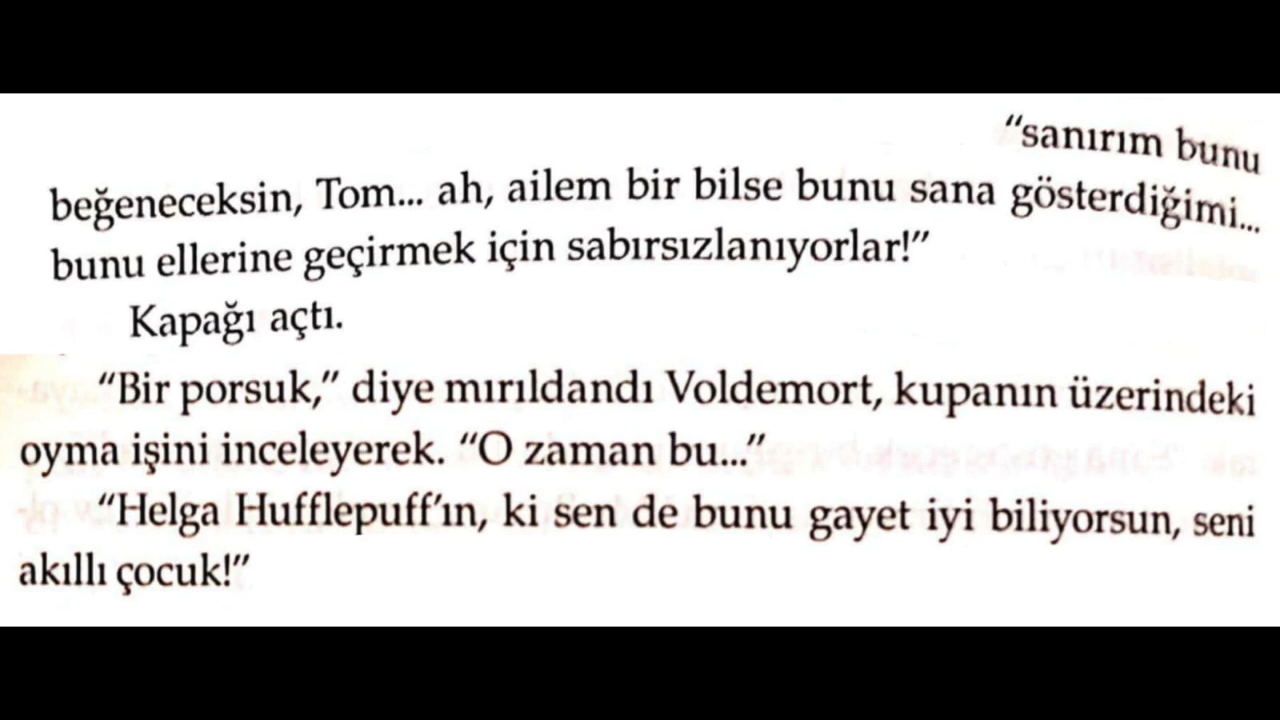 “sanırım bunu
beğeneceksin, Tom... ah, ailem bir bilse bunu sana gösterdiğimi...
bunu ellerine geçirmek için sabırsızlanıyorlar!”
Kapağı açtı.
“Bir porsuk,” diye mırıldandı Voldemort, kupanın üzerindeki
oyma işini inceleyerek. “O zaman bu...”
“Helga Hufflepuff’ın, ki sen de bunu gayet iyi biliyorsun, seni
akıllı çocuk!”